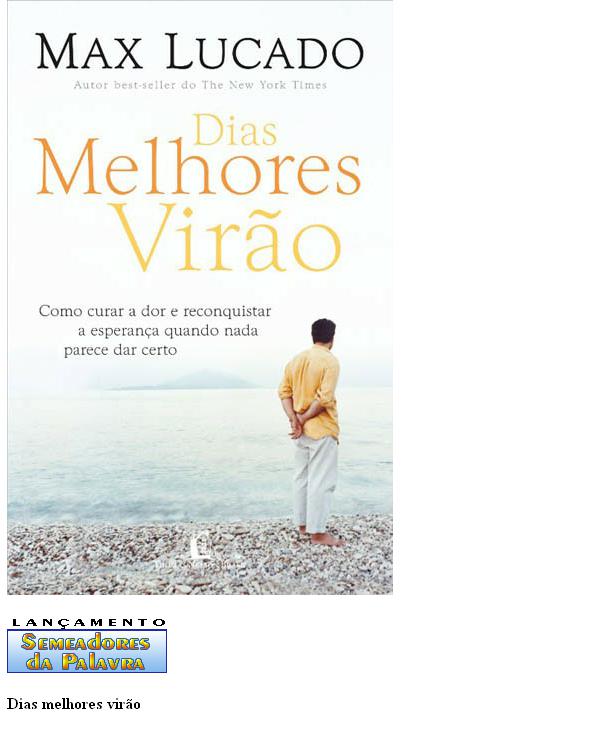 MAX LUCADO
Autor best-seller do The New York Times
Dias
Melhores
Virão
Como curar a dor e reconquistar
a esperança quando nada
parece dar certo
LANÇAMENTO
SEMEADORES
DA PALAVRA
Dias melhores virão